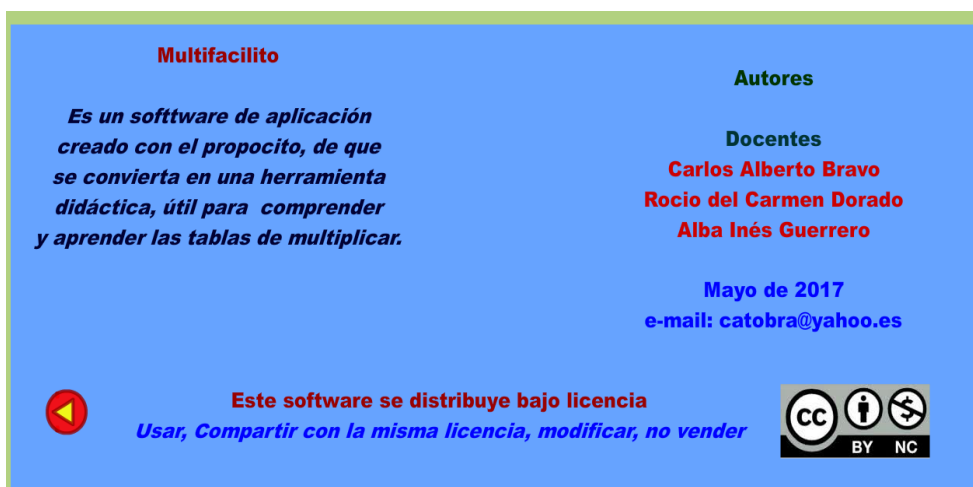 Multifacilito
Es un softtware de aplicación
creado con el propocito, de que
se convierta en una herramienta
didáctica, útil para comprender
y aprender las tablas de multiplicar.
Autores
Docentes
Carlos Alberto Bravo
Rocio del Carmen Dorado
Alba Inés Guerrero
Mayo de 2017
e-mail: catobra@yahoo.es
Este software se distribuye bajo licencia
Usar, Compartir con la misma licencia, modificar, no vender
cc
BY NC